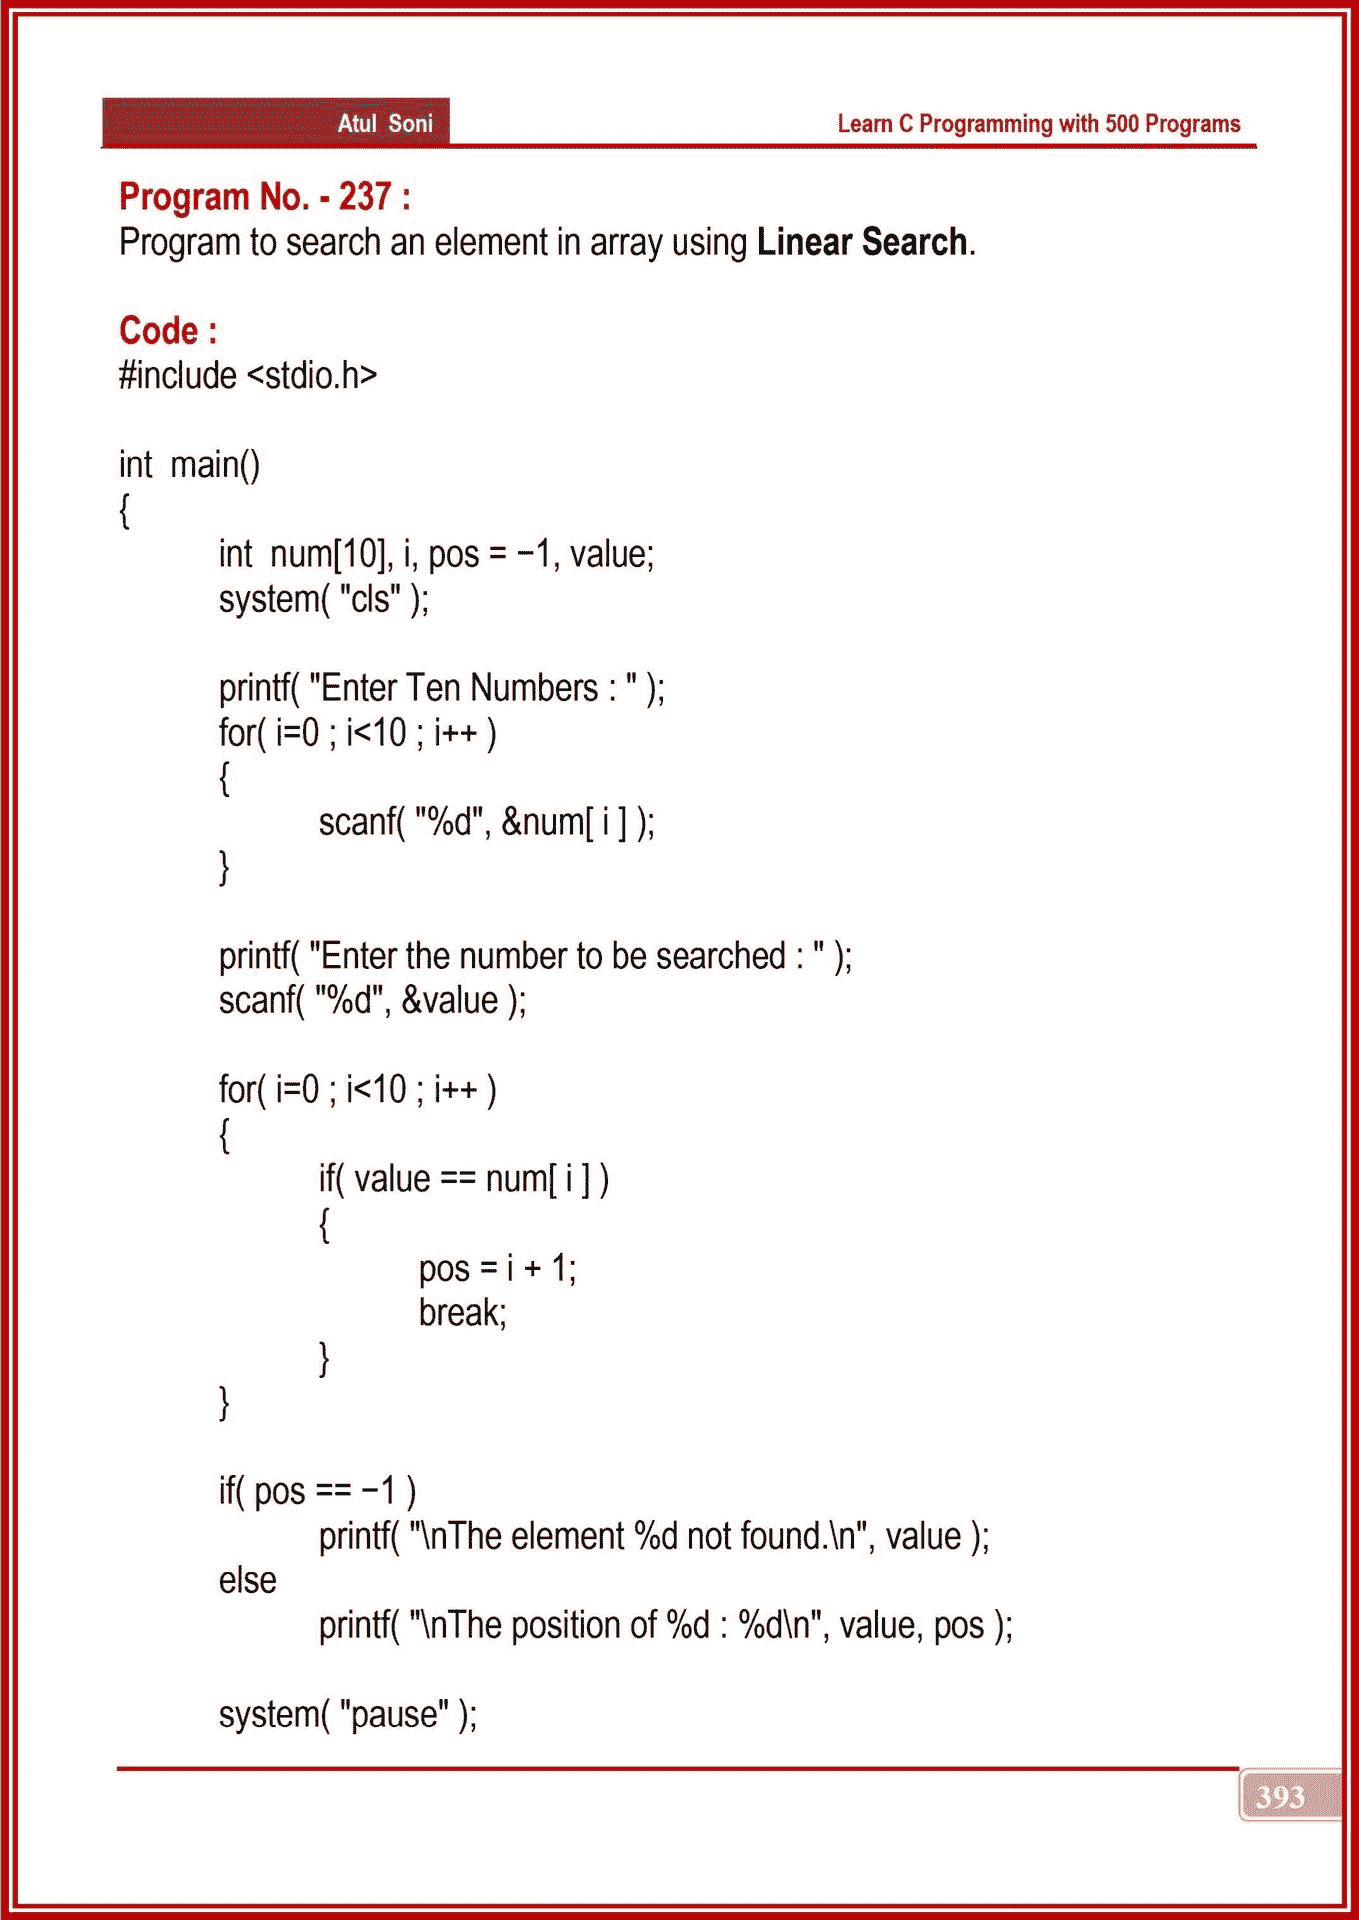 Atul Soni
Learn C Programming with 500 Programs
Program No. - 237 :
Program to search an element in array using Linear Search.
Code :
#include <stdio.h>
int main()
{
int num[10], i, pos = −1, value;
system( "cls" );
printf( "Enter Ten Numbers : " );
for( i=0 ; i<10 ; i++ )
{
scanf( "%d", &num[ i ] );
}
printf( "Enter the number to be searched : " );
scanf( "%d", &value );
for( i=0 ; i<10 ; i++ )
{
if( value == num[ i ] )
{
pos = i + 1;
break;
}
}
if( pos == −1 )
printf( "\nThe element %d not found.\n", value );
else
printf( "\nThe position of %d : %d\n", value, pos );
system( "pause" );
393